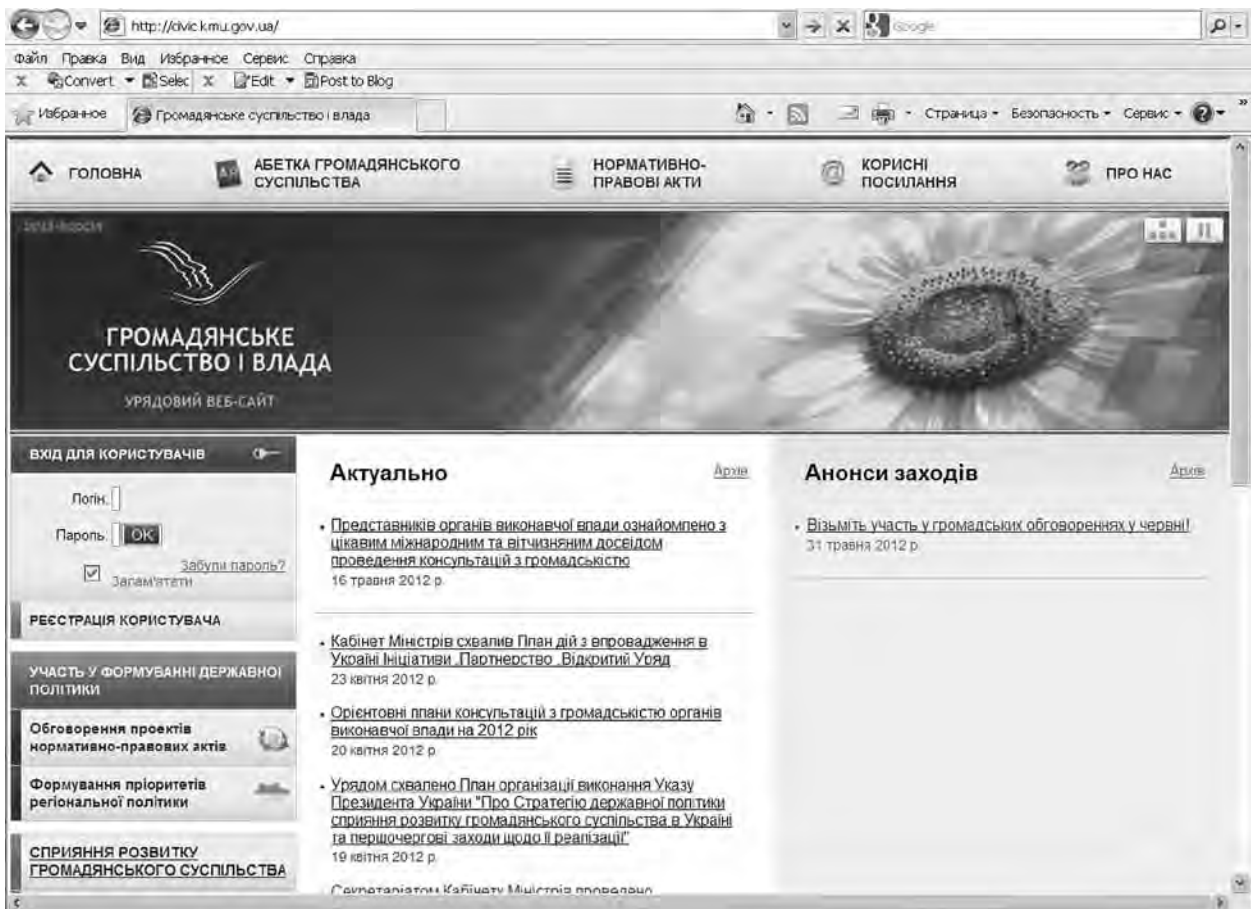 http://civic.kmu.gov.ua/
Google
Файл Правка Вид Избранное Сервис Справка
X Convert Selec X Edit Post to Blog
Избранное Громадянське суспільство і влада Страница Безопасность Сервис
ГОЛОВНА
АБЕТКА ГРОМАДЯНСЬКОГО
СУСПІЛЬСТВА
НОРМАТИВНО-
ПРАВОВІ АКТИ
КОРИСНІ
ПОСИЛАННЯ
ПРО НАС
ГРОМАДЯНСЬКЕ
СУСПІЛЬСТВО І ВЛАДА
УРЯДОВИЙ ВЕБ-САЙТ
ВХІД ДЛЯ КОРИСТУВАЧІВ
Логін:
Пароль: OK
Забули пароль?
Запам'ятати
РЕЄСТРАЦІЯ КОРИСТУВАЧА
УЧАСТЬ У ФОРМУВАННІ ДЕРЖАВНОЇ
ПОЛІТИКИ
Обговорення проектів
нормативно-правових актів
Формування пріоритетів
регіональної політики
СПРИЯННЯ РОЗВИТКУ
ГРОМАДЯНСЬКОГО СУСПІЛЬСТВА
Актуально Архів
Представників органів виконавчої влади ознайомлено з
цікавим міжнародним та вітчизняним досвідом
проведення консультацій з громадськістю
16 травня 2012 р.
Кабінет Міністрів схвалив План дій з впровадження в
Україні Ініціативи „Партнерство „Відкритий Уряд
23 квітня 2012 р.
Орієнтовні плани консультацій з громадськістю органів
виконавчої влади на 2012 рік
20 квітня 2012 р.
Урядом схвалено План організації виконання Указу
Президента України "Про Стратегію державної політики
сприяння розвитку громадянського суспільства в Україні
та першочергові заходи щодо її реалізації"
19 квітня 2012 р.
Секретаріатом Кабінету Міністрів проведено
Анонси заходів Архів
Візьміть участь у громадських обговореннях у червні!
31 травня 2012 р.